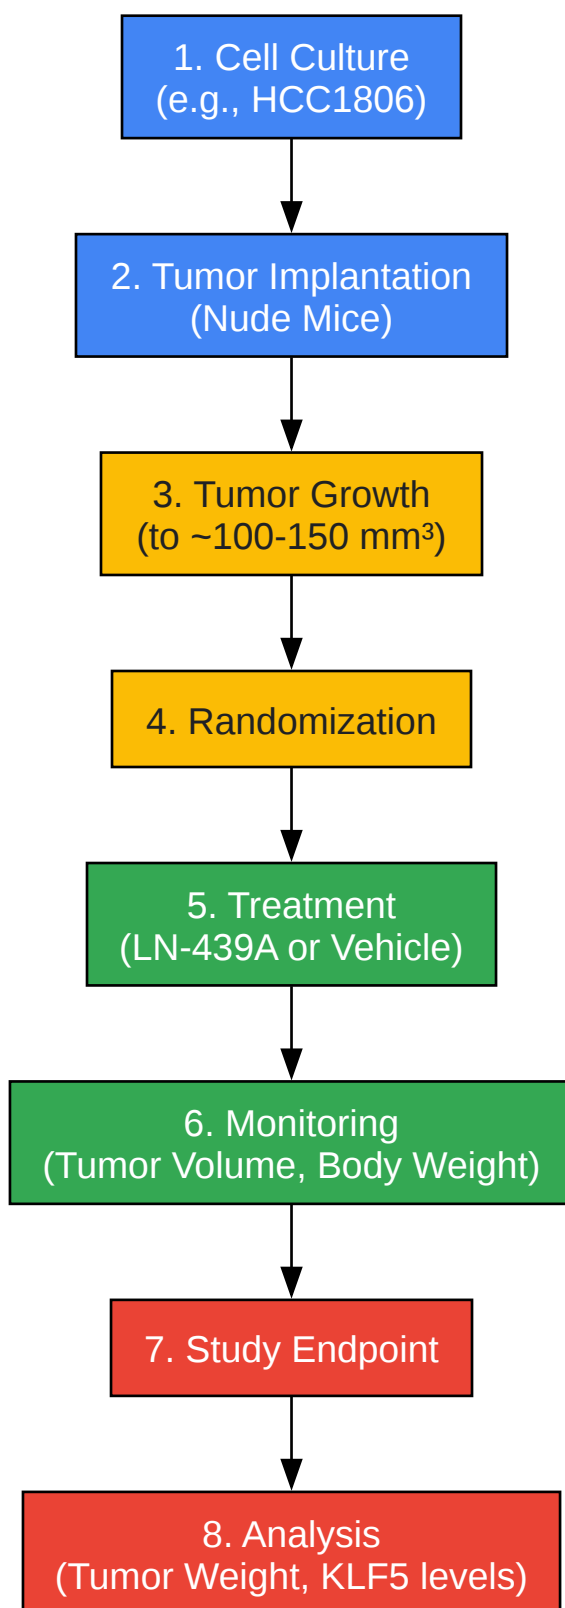 1. Cell Culture
(e.g., HCC1806)
2. Tumor Implantation
(Nude Mice)
3. Tumor Growth
(to ~100-150 mm³)
4. Randomization
5. Treatment
(LN-439A or Vehicle)
6. Monitoring
(Tumor Volume, Body Weight)
7. Study Endpoint
8. Analysis
(Tumor Weight, KLF5 levels)